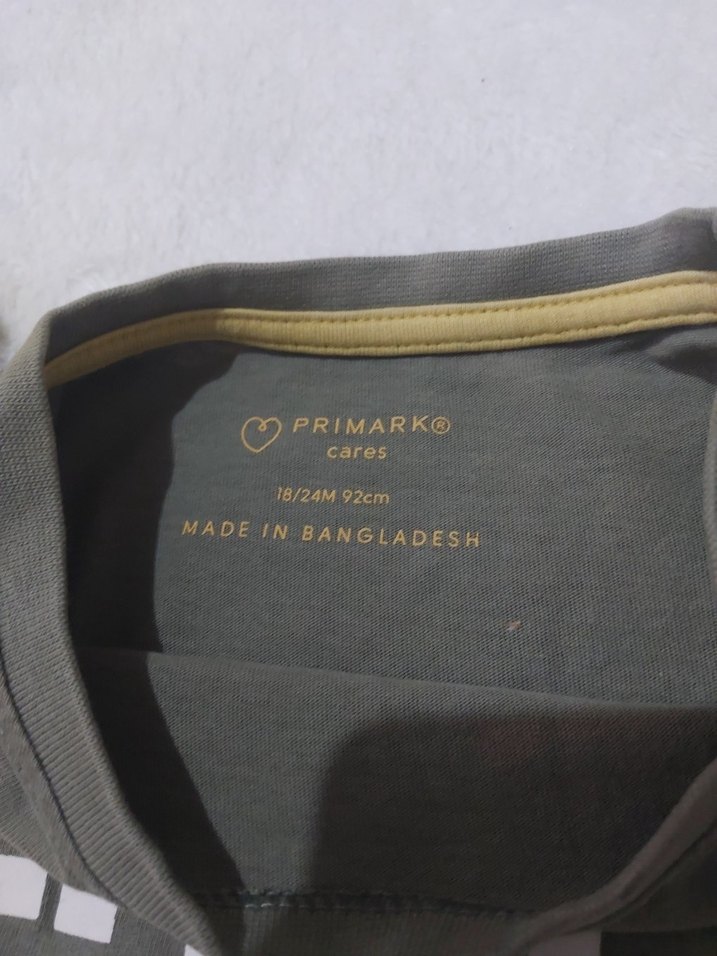 PRIMARK®
cares
18/24M 92cm
MADE IN BANGLADESH